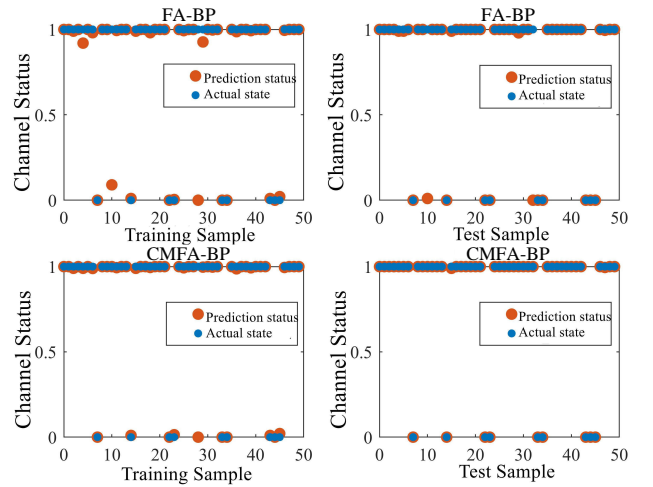 FA-BP
1
0.5
0
Channel Status
Prediction status
Actual state
0 10 20 30 40 50
Training Sample
FA-BP
1
0.5
0
Channel Status
Prediction status
Actual state
0 10 20 30 40 50
Test Sample
CMFA-BP
1
0.5
0
Channel Status
Prediction status
Actual state
0 10 20 30 40 50
Training Sample
CMFA-BP
1
0.5
0
Channel Status
Prediction status
Actual state
0 10 20 30 40 50
Test Sample